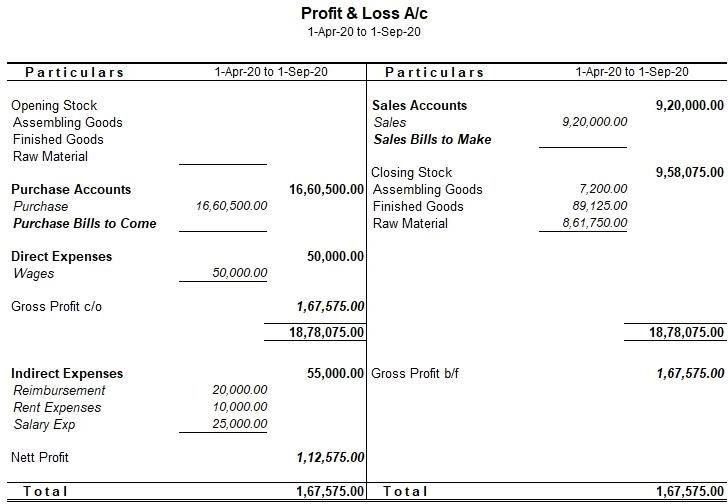 Profit & Loss A/c
1-Apr-20 to 1-Sep-20
Particulars 1-Apr-20 to 1-Sep-20 Particulars 1-Apr-20 to 1-Sep-20
Opening Stock Sales Accounts 9,20,000.00
Assembling Goods Sales 9,20,000.00
Finished Goods Sales Bills to Make
Raw Material
Closing Stock 9,58,075.00
Purchase Accounts 16,60,500.00 Assembling Goods 7,200.00
Purchase 16,60,500.00 Finished Goods 89,125.00
Purchase Bills to Come Raw Material 8,61,750.00
Direct Expenses 50,000.00
Wages 50,000.00
Gross Profit c/o 1,67,575.00
18,78,075.00 18,78,075.00
Indirect Expenses 55,000.00 Gross Profit b/f 1,67,575.00
Reimbursement 20,000.00
Rent Expenses 10,000.00
Salary Exp 25,000.00
Nett Profit 1,12,575.00
Total 1,67,575.00 Total 1,67,575.00